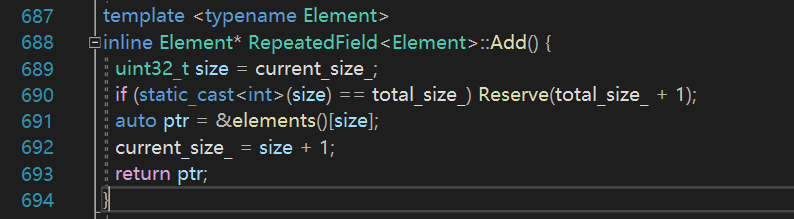 687 template <typename Element>
688 inline Element* RepeatedField<Element>::Add() {
689 uint32_t size = current_size_;
690 if (static_cast<int>(size) == total_size_) Reserve(total_size_ + 1);
691 auto ptr = &elements()[size];
692 current_size_ = size + 1;
693 return ptr;
694 }